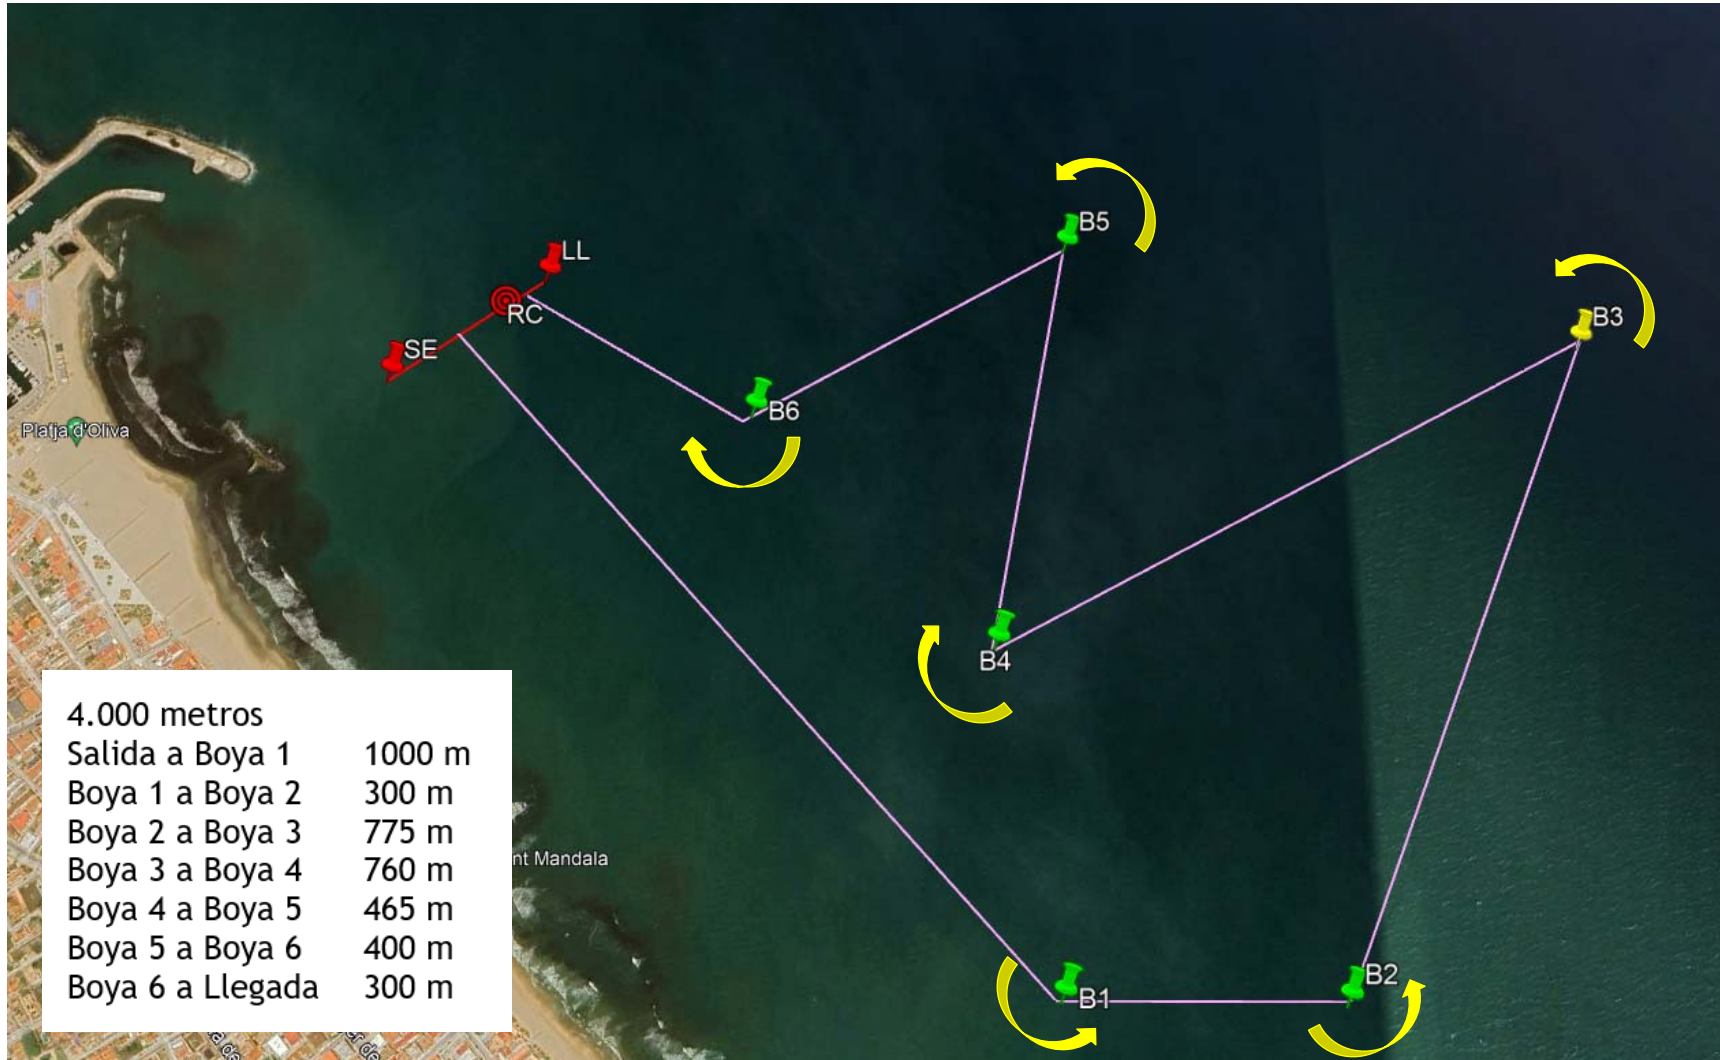 LL
B5
B3
RC
SE
B6
Platja d'Oliva
B4
4.000 metros
Salida a Boya 1 1000 m
Boya 1 a Boya 2 300 m
Boya 2 a Boya 3 775 m
Boya 3 a Boya 4 760 m
Boya 4 a Boya 5 465 m
Boya 5 a Boya 6 400 m
Boya 6 a Llegada 300 m
nt Mandala
B2
B1